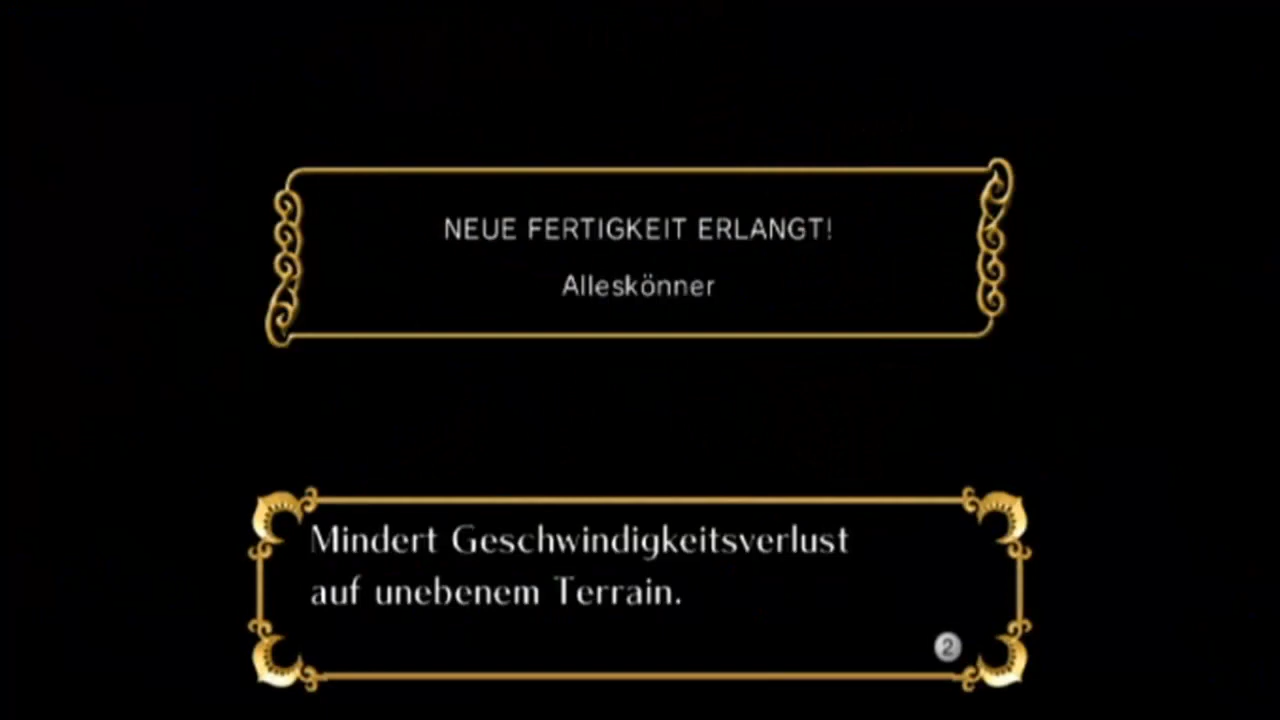 NEUE FERTIGKEIT ERLANGT!
Alleskönner
Mindert Geschwindigkeitsverlust
auf unebenem Terrain.
2